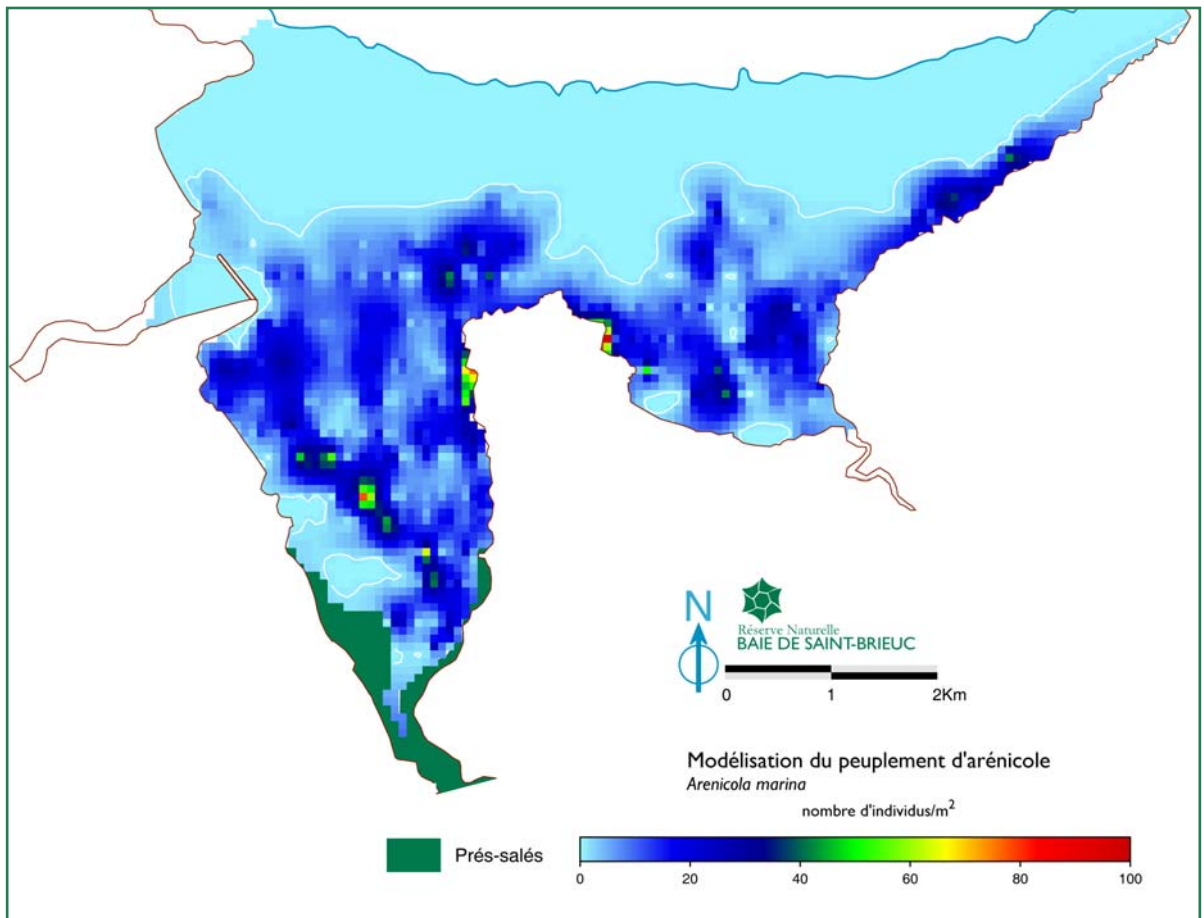 N
Réserve Naturelle
BAIE DE SAINT-BRIEUC
0 1 2Km
Modélisation du peuplement d'arénicole
Arenicola marina
nombre d'individus/m²
Prés-salés
0 20 40 60 80 100